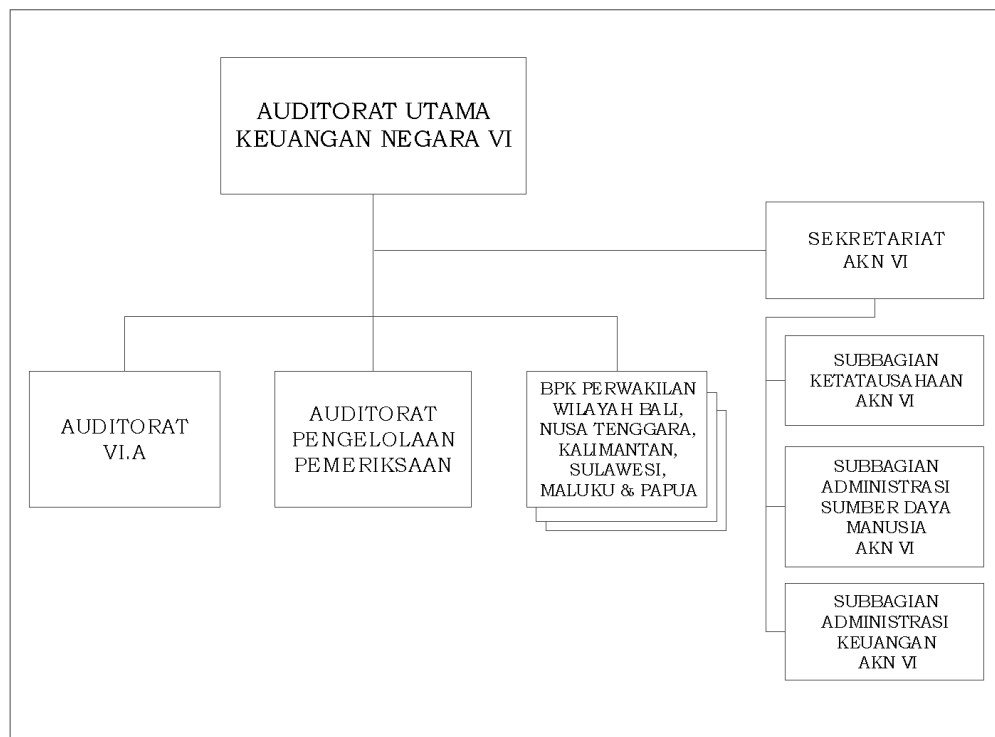 AUDITORAT UTAMA
KEUANGAN NEGARA VI
SEKRETARIAT
AKN VI
AUDITORAT
VI.A
AUDITORAT
PENGELOLAAN
PEMERIKSAAN
BPK PERWAKILAN
WILAYAH BALI,
NUSA TENGGARA,
KALIMANTAN,
SULAWESI,
MALUKU & PAPUA
SUBBAGIAN
KETATAUSAHAAN
AKN VI
SUBBAGIAN
ADMINISTRASI
SUMBER DAYA
MANUSIA
AKN VI
SUBBAGIAN
ADMINISTRASI
KEUANGAN
AKN VI